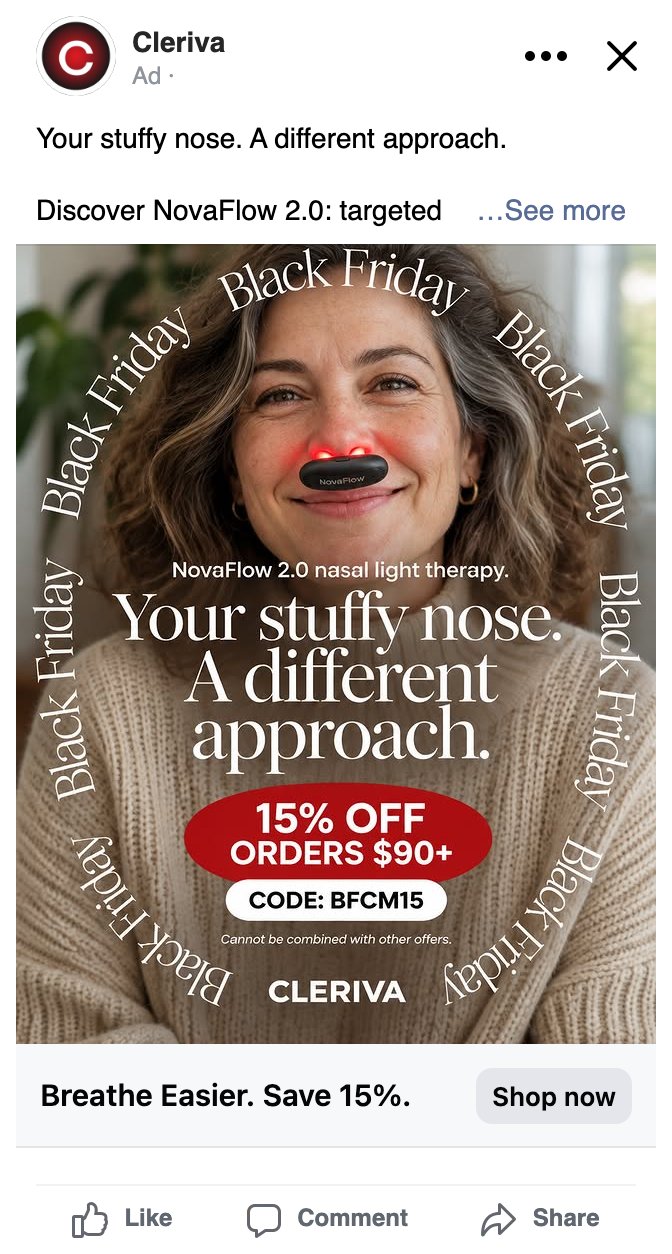 C
Cleriva
Ad ·
Your stuffy nose. A different approach.
Discover NovaFlow 2.0: targeted …See more
Black Friday
Black Friday
Black Friday
Black Friday
Black Friday
Black Friday
Black Friday
Black Friday
Black Friday
NovaFlow
NovaFlow 2.0 nasal light therapy.
Your stuffy nose.
A different
approach.
15% OFF
ORDERS $90+
CODE: BFCM15
Cannot be combined with other offers.
CLERIVA
Breathe Easier. Save 15%.
Shop now
Like
Comment
Share